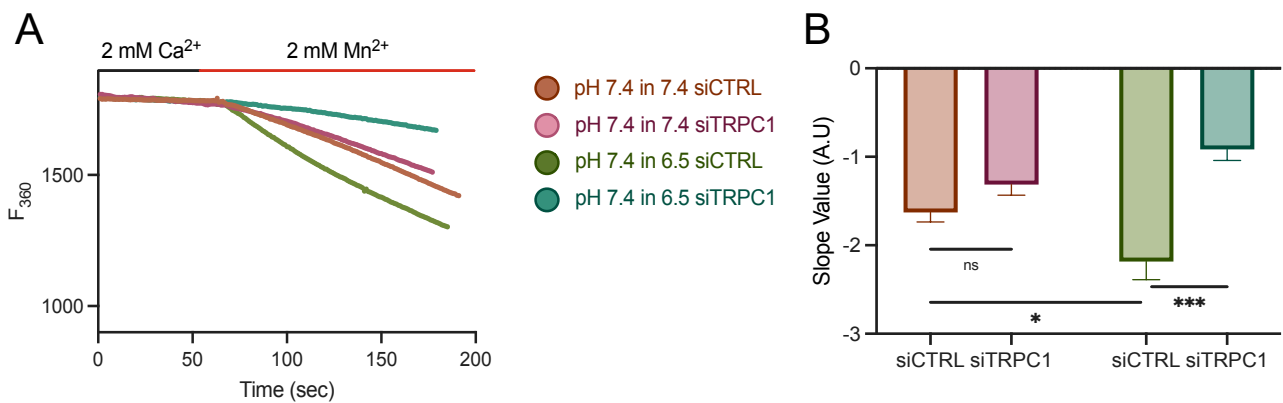 A
2 mM Ca²⁺ 2 mM Mn²⁺
F₃₆₀
1500
1000
0 50 100 150 200
Time (sec)
pH 7.4 in 7.4 siCTRL
pH 7.4 in 7.4 siTRPC1
pH 7.4 in 6.5 siCTRL
pH 7.4 in 6.5 siTRPC1
B
Slope Value (A.U)
0
-1
-2
-3
ns
*
***
siCTRL siTRPC1 siCTRL siTRPC1